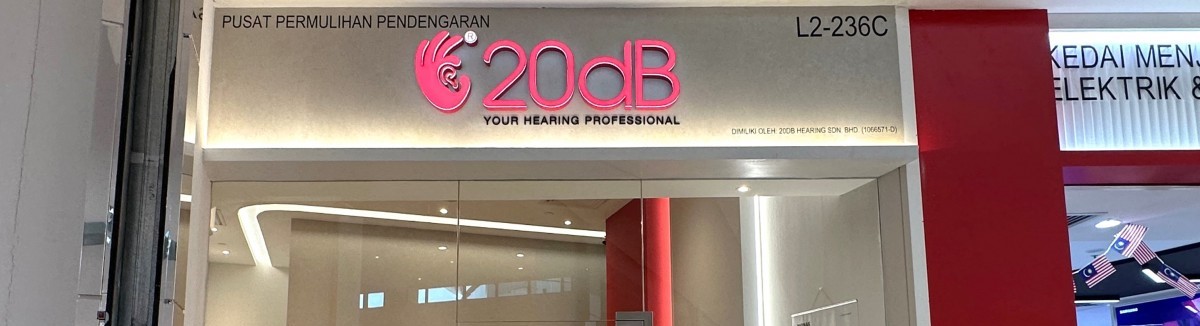 PUSAT PERMULIHAN PENDENGARAN
L2-236C
®
20dB
YOUR HEARING PROFESSIONAL
DIMILIKI OLEH: 20DB HEARING SDN. BHD. (1066571-D)
KEDAI MENJ
ELEKTRIK &